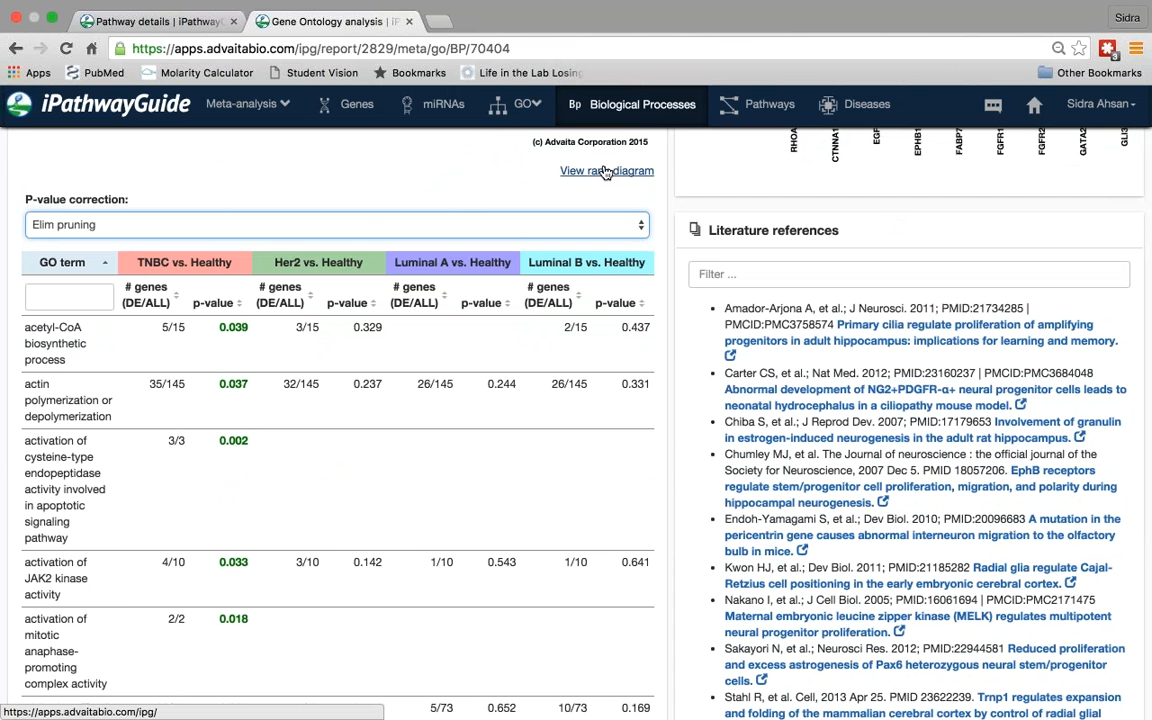 Pathway details | iPathwayG
Gene Ontology analysis | iP
Sidra
https://apps.advaitabio.com/ipg/report/2829/meta/go/BP/70404
3
Apps
PubMed
Molarity Calculator
Student Vision
Bookmarks
Life in the Lab Losing
Other Bookmarks
iPathwayGuide
Meta-analysis
Genes
miRNAs
GO
Bp Biological Processes
Pathways
Diseases
Sidra Ahsan
(c) Advaita Corporation 2015
View diagram
RHOA
CTNNA1
EGF
EPHB1
FABP7
FGFR1
FGFR2
GATA2
GLI3
P-value correction:
Elim pruning
GO term
TNBC vs. Healthy
Her2 vs. Healthy
Luminal A vs. Healthy
Luminal B vs. Healthy
# genes (DE/ALL) p-value
# genes (DE/ALL) p-value
# genes (DE/ALL) p-value
# genes (DE/ALL) p-value
acetyl-CoA 5/15 0.039 3/15 0.329 2/15 0.437
biosynthetic
process
actin 35/145 0.037 32/145 0.237 26/145 0.244 26/145 0.331
polymerization or
depolymerization
activation of 3/3 0.002
cysteine-type
endopeptidase
activity involved
in apoptotic
signaling
pathway
activation of 4/10 0.033 3/10 0.142 1/10 0.543 1/10 0.641
JAK2 kinase
activity
activation of 2/2 0.018
mitotic
anaphase-
promoting
complex activity
5/73 0.652 10/73 0.169
https://apps.advaitabio.com/ipg/
Literature references
Filter ...
Amador-Arjona A, et al.; J Neurosci. 2011; PMID:21734285 |
PMCID:PMC3758574 Primary cilia regulate proliferation of amplifying
progenitors in adult hippocampus: implications for learning and memory.
Carter CS, et al.; Nat Med. 2012; PMID:23160237 | PMCID:PMC3684048
Abnormal development of NG2+PDGFR-α+ neural progenitor cells leads to
neonatal hydrocephalus in a ciliopathy mouse model.
Chiba S, et al.; J Reprod Dev. 2007; PMID:17179653 Involvement of granulin
in estrogen-induced neurogenesis in the adult rat hippocampus.
Chumley MJ, et al. The Journal of neuroscience : the official journal of the
Society for Neuroscience, 2007 Dec 5. PMID 18057206. EphB receptors
regulate stem/progenitor cell proliferation, migration, and polarity during
hippocampal neurogenesis.
Endoh-Yamagami S, et al.; Dev Biol. 2010; PMID:20096683 A mutation in the
pericentrin gene causes abnormal interneuron migration to the olfactory
bulb in mice.
Kwon HJ, et al.; Dev Biol. 2011; PMID:21185282 Radial glia regulate Cajal-
Retzius cell positioning in the early embryonic cerebral cortex.
Nakano I, et al.; J Cell Biol. 2005; PMID:16061694 | PMCID:PMC2171475
Maternal embryonic leucine zipper kinase (MELK) regulates multipotent
neural progenitor proliferation.
Sakayori N, et al.; Neurosci Res. 2012; PMID:22944581 Reduced proliferation
and excess astrogenesis of Pax6 heterozygous neural stem/progenitor
cells.
Stahl R, et al. Cell, 2013 Apr 25. PMID 23622239. Trnp1 regulates expansion
and folding of the mammalian cerebral cortex by control of radial glial